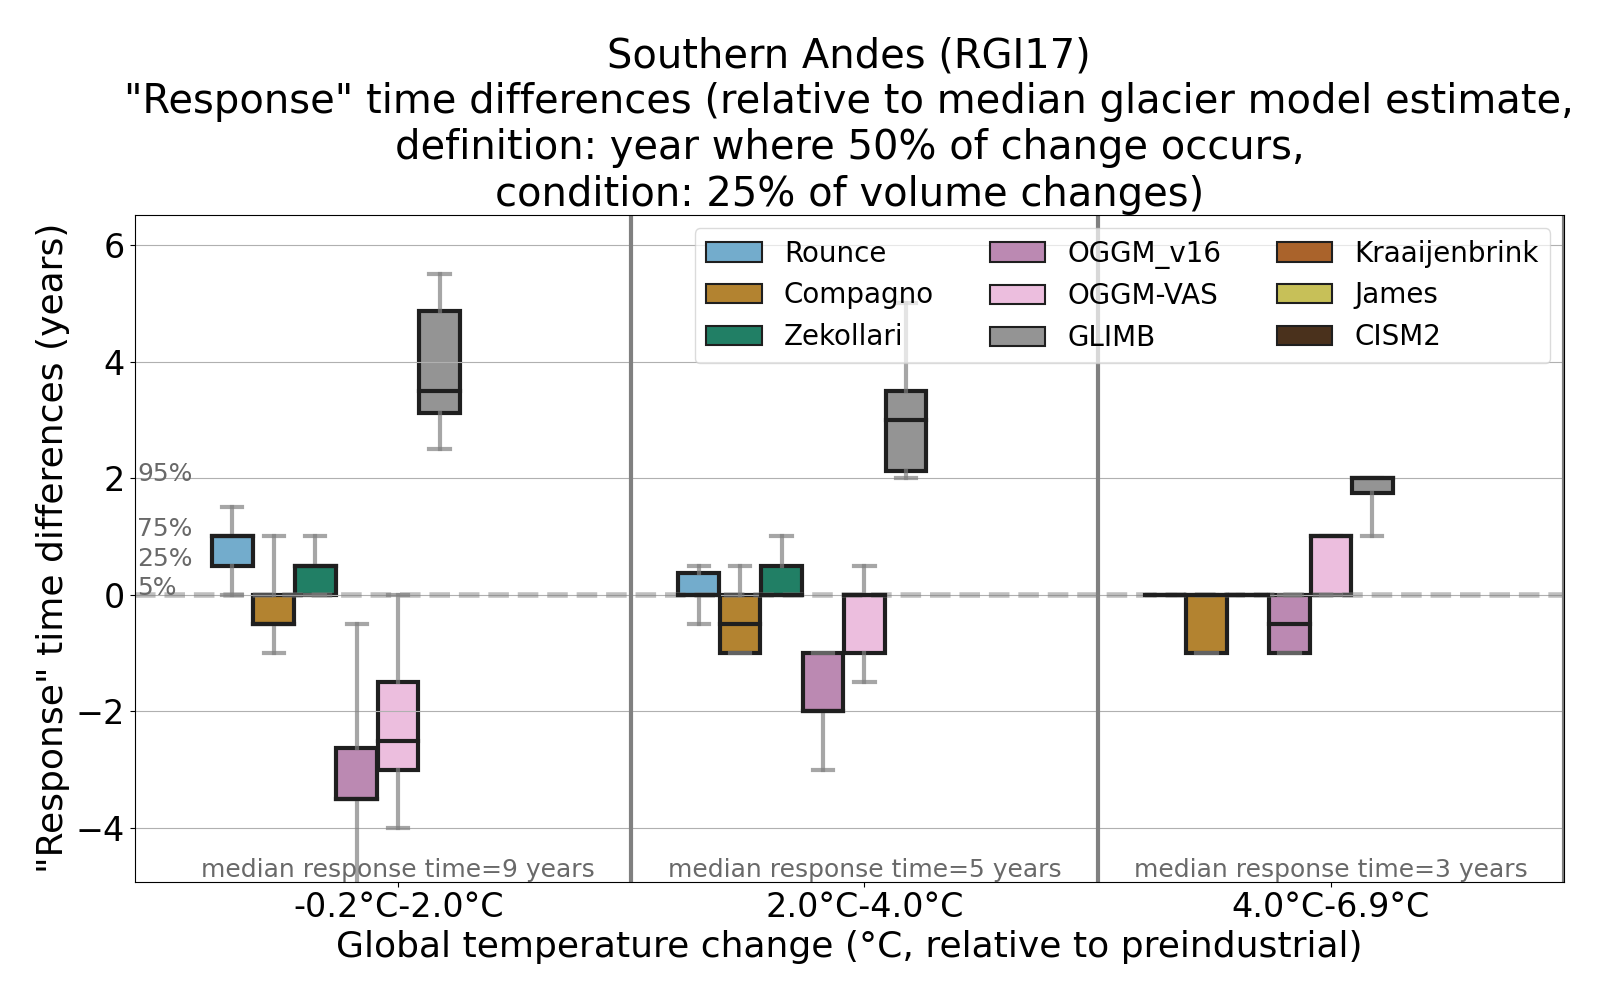 Southern Andes (RGI17)
"Response" time differences (relative to median glacier model estimate,
definition: year where 50% of change occurs,
condition: 25% of volume changes)
"Response" time differences (years)
6
4
2
0
−2
−4
95%
75%
25%
5%
Rounce
Compagno
Zekollari
OGGM_v16
OGGM-VAS
GLIMB
Kraaijenbrink
James
CISM2
median response time=9 years
median response time=5 years
median response time=3 years
-0.2°C-2.0°C
2.0°C-4.0°C
4.0°C-6.9°C
Global temperature change (°C, relative to preindustrial)